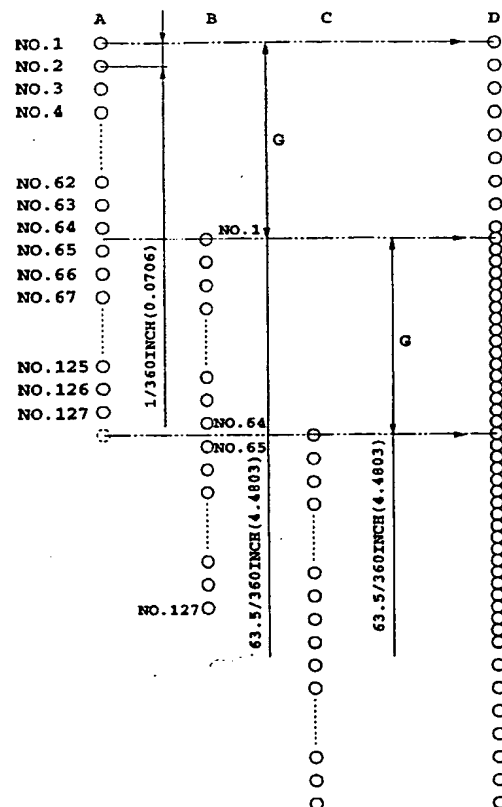 A B C D
NO.1
NO.2
NO.3
NO.4
G
NO.62
NO.63
NO.64
NO.1
NO.65
NO.66
NO.67
1/360INCH(0.0706)
G
NO.125
NO.126
NO.127
NO.64
NO.65
63.5/360INCH(4.4803)
63.5/360INCH(4.4803)
NO.127